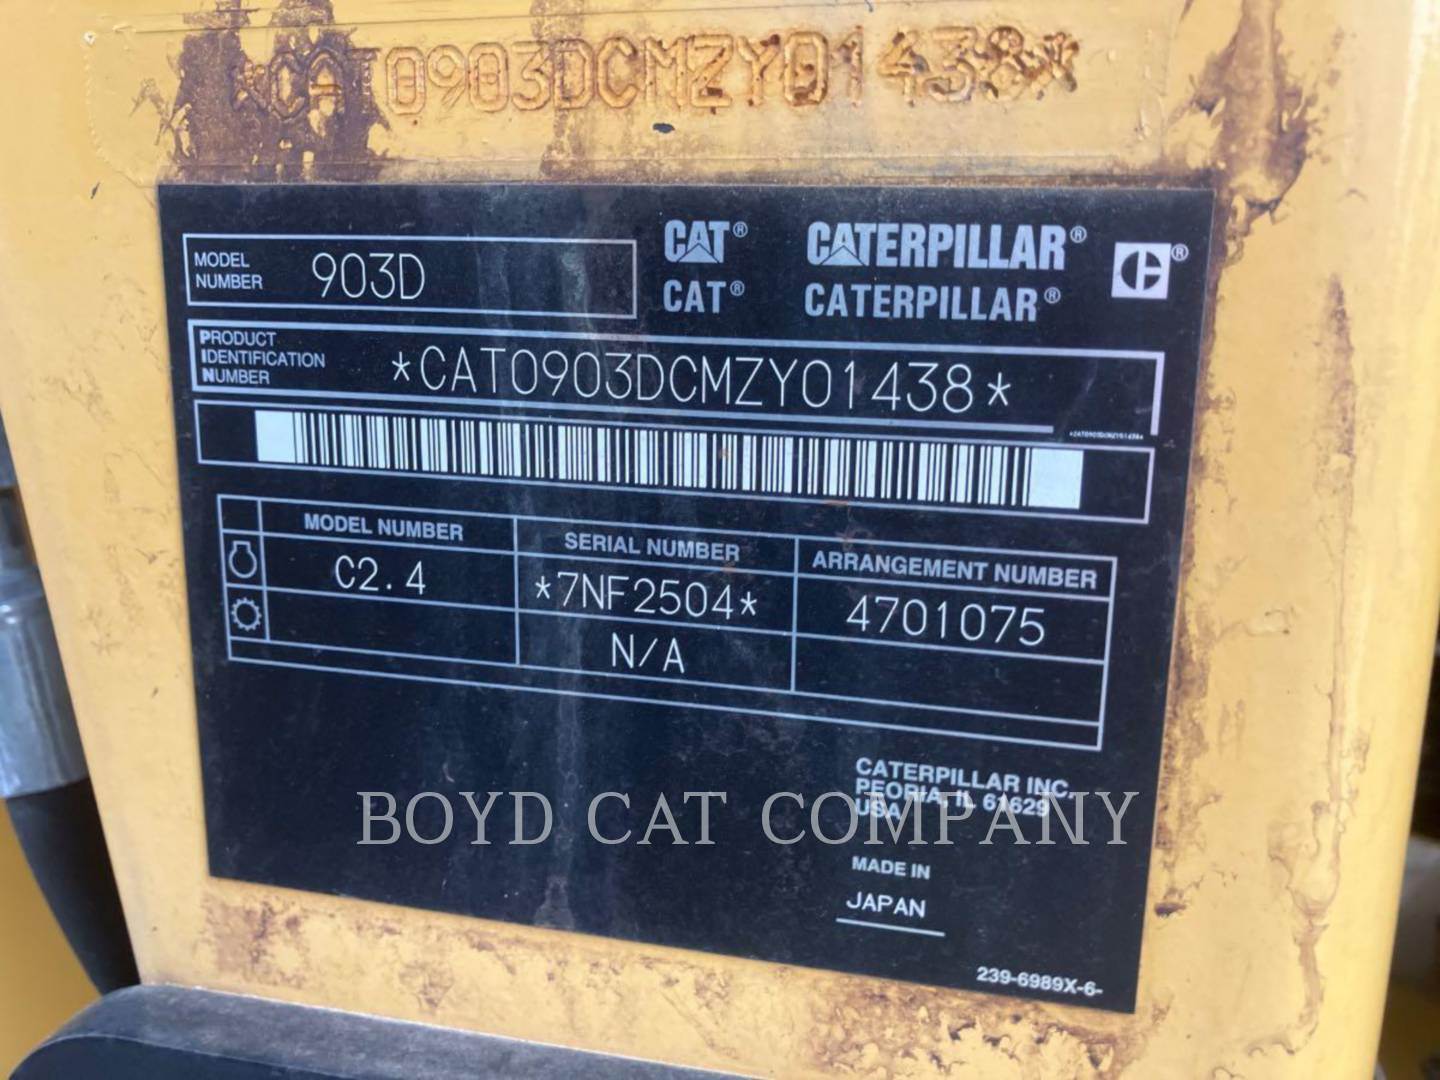 *CAT0903DCMZY01438*
MODEL NUMBER 903D
CAT® CATERPILLAR® ®
CAT® CATERPILLAR®
PRODUCT
IDENTIFICATION
NUMBER
*CAT0903DCMZY01438*
*CAT0903DCMZY01438*
MODEL NUMBER SERIAL NUMBER ARRANGEMENT NUMBER
C2.4 *7NF2504* 4701075
N/A
CATERPILLAR INC,
PEORIA, IL 61629
USA
BOYD CAT COMPANY
MADE IN
JAPAN
239-6989X-6-